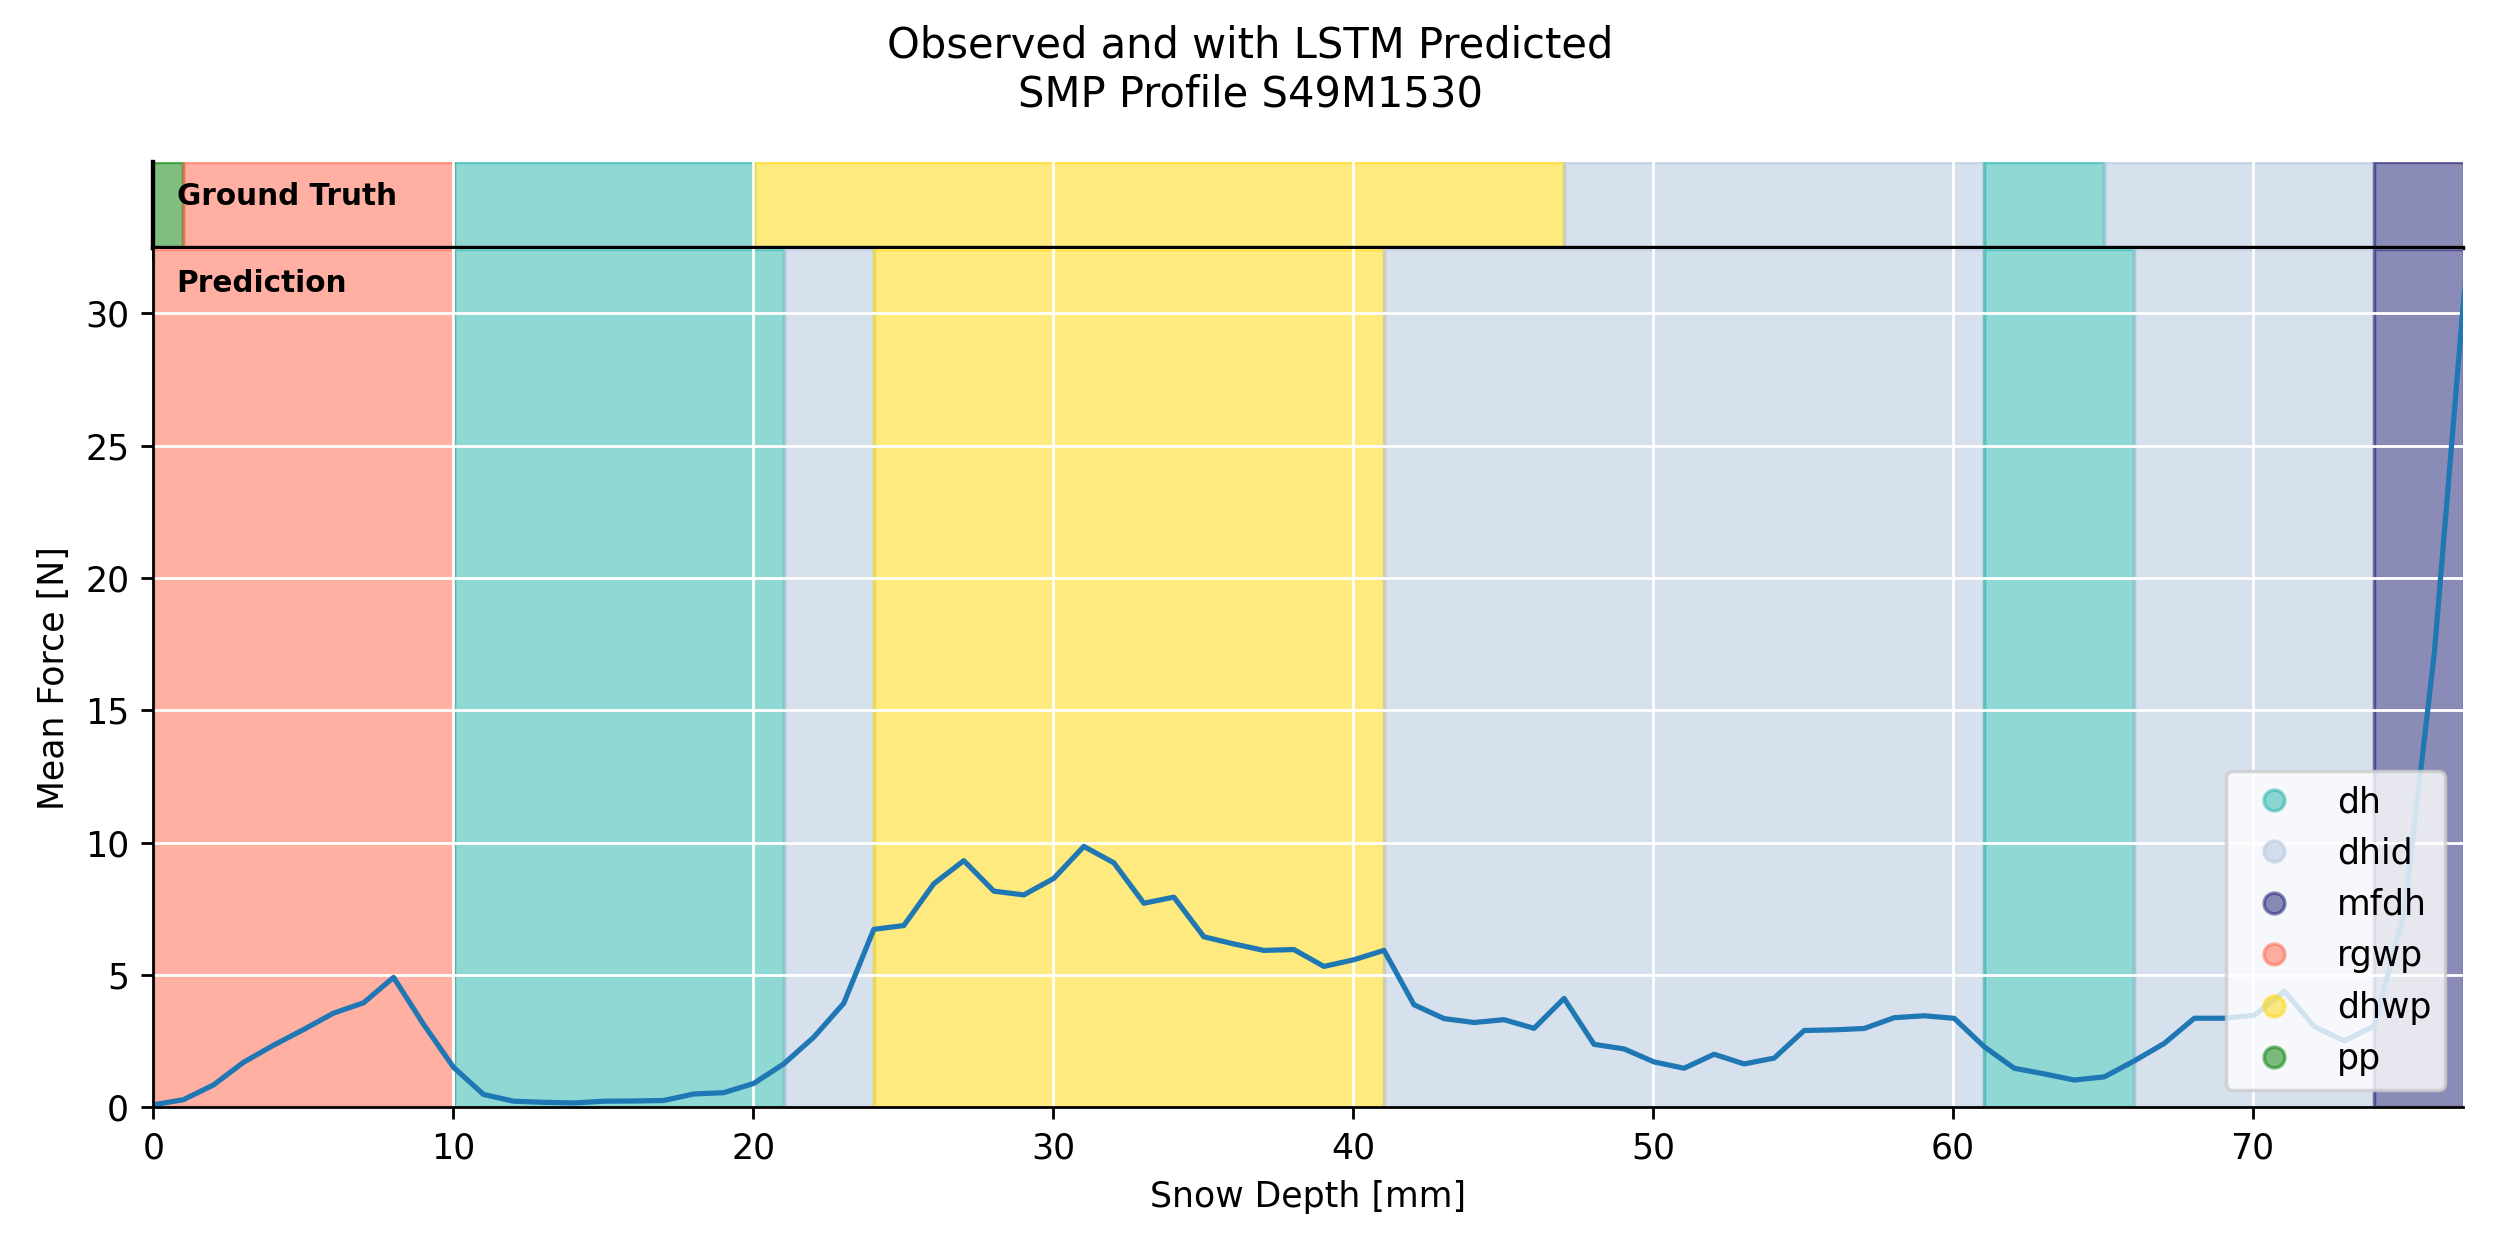 Observed and with LSTM Predicted
SMP Profile S49M1530
Ground Truth
Prediction
30
25
20
15
10
5
0
Mean Force [N]
dh
dhid
mfdh
rgwp
dhwp
pp
0 10 20 30 40 50 60 70
Snow Depth [mm]